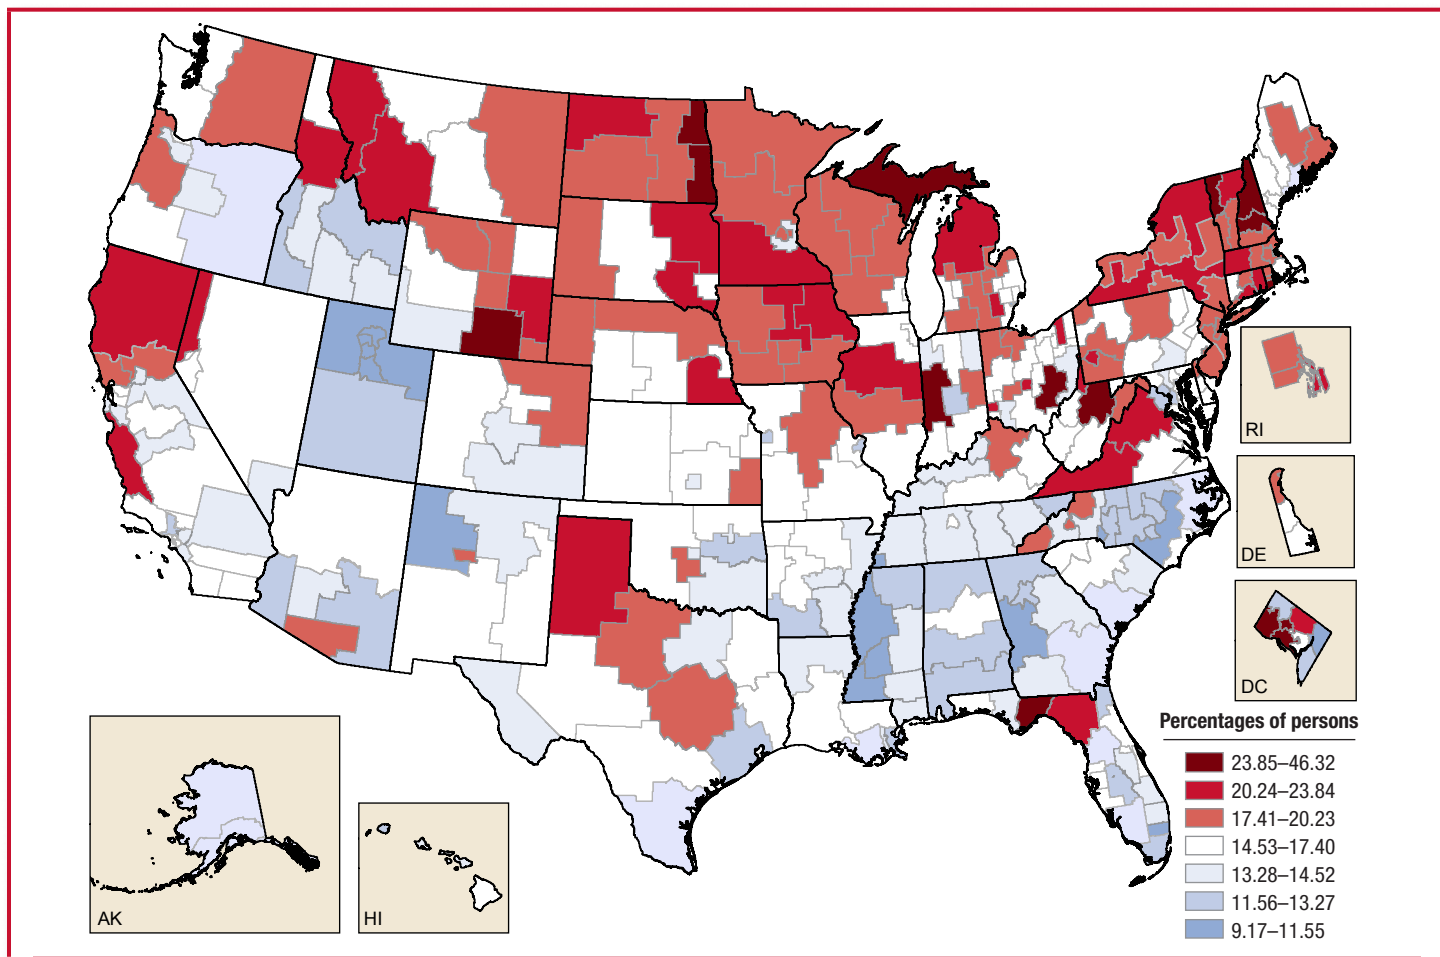 RI
DE
DC
AK
HI
Percentages of persons
23.85–46.32
20.24–23.84
17.41–20.23
14.53–17.40
13.28–14.52
11.56–13.27
9.17–11.55